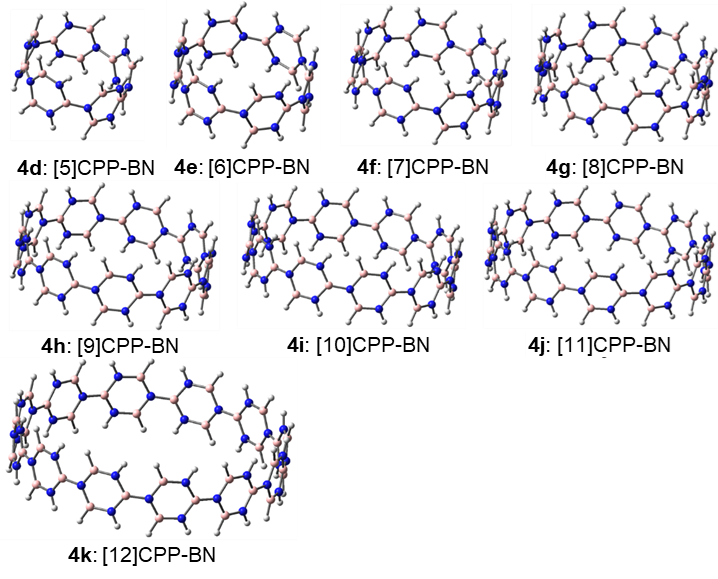 4d: [5]CPP-BN 4e: [6]CPP-BN 4f: [7]CPP-BN 4g: [8]CPP-BN
4h: [9]CPP-BN 4i: [10]CPP-BN 4j: [11]CPP-BN
4k: [12]CPP-BN